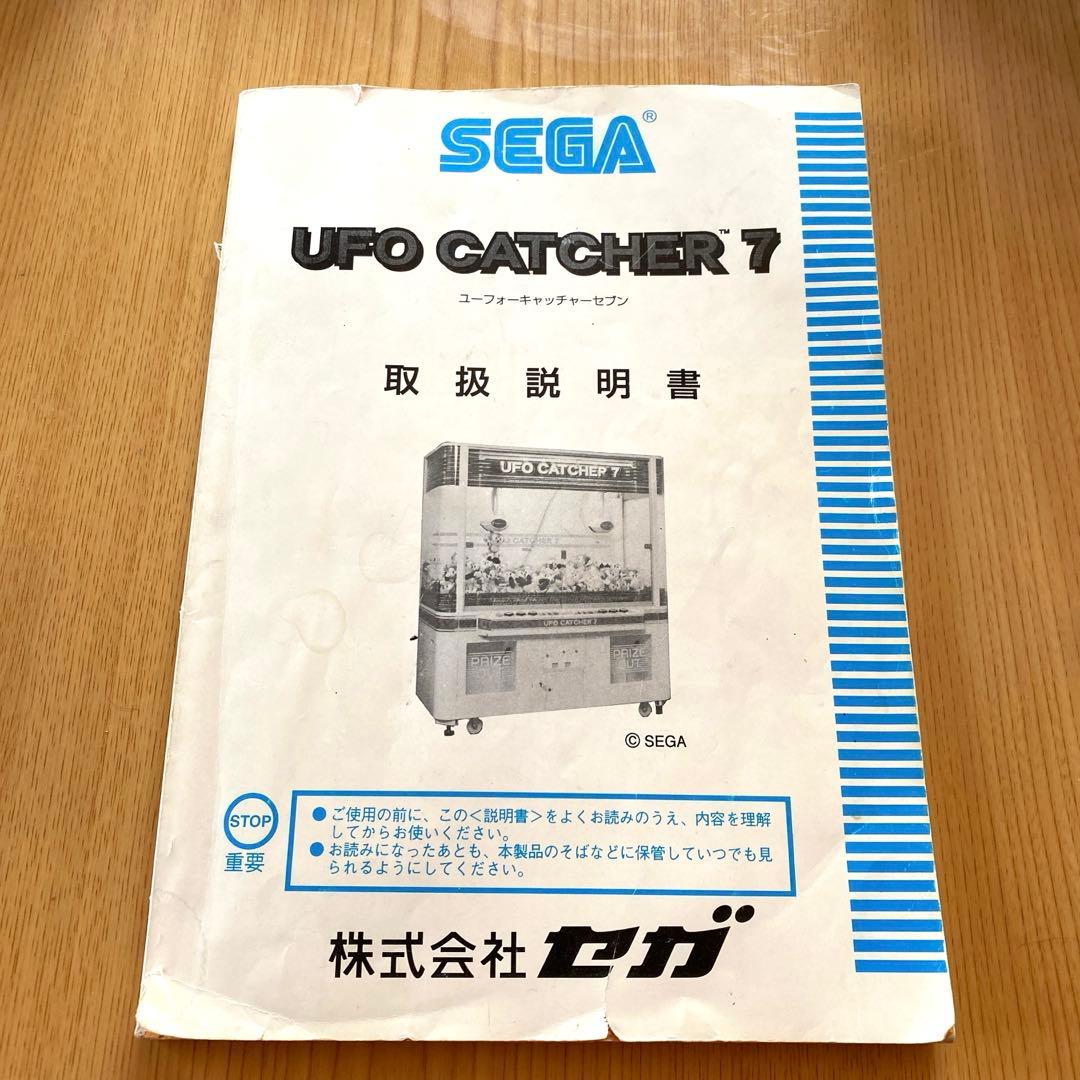 SEGA®
UFO CATCHER™ 7
ユーフォーキャッチャーセブン
取扱説明書
UFO CATCHER 7
CATCHER 7
UFO CATCHER 7
PRIZE OUT
PRIZE OUT
© SEGA
STOP
重要
●ご使用の前に、この＜説明書＞をよくお読みのうえ、内容を理解
してからお使いください。
●お読みになったあとも、本製品のそばなどに保管していつでも見
られるようにしてください。
株式会社 セガ